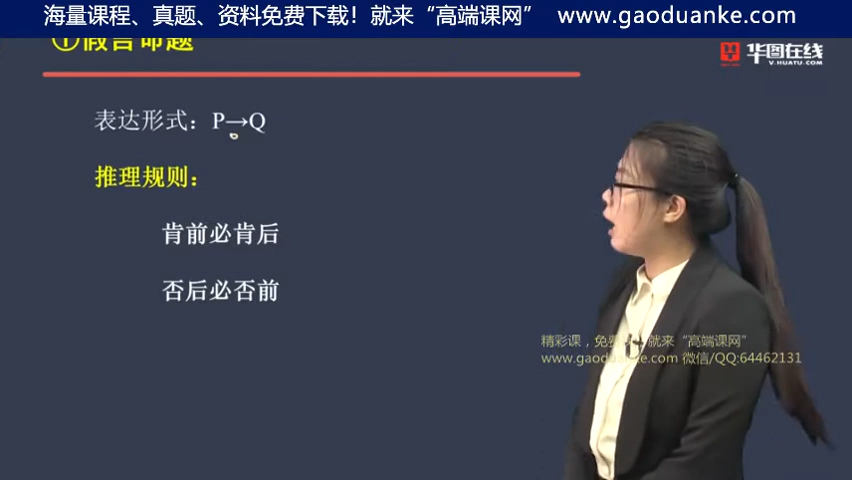 海量课程、真题、资料免费下载！就来“高端课网” www.gaoduanke.com
①假言命题
华图在线
V.HUATU.COM
表达形式：P→Q
推理规则：
肯前必肯后
否后必否前
精彩课，免费 ！就来“高端课网”
www.gaoduanke.com 微信/QQ:64462131